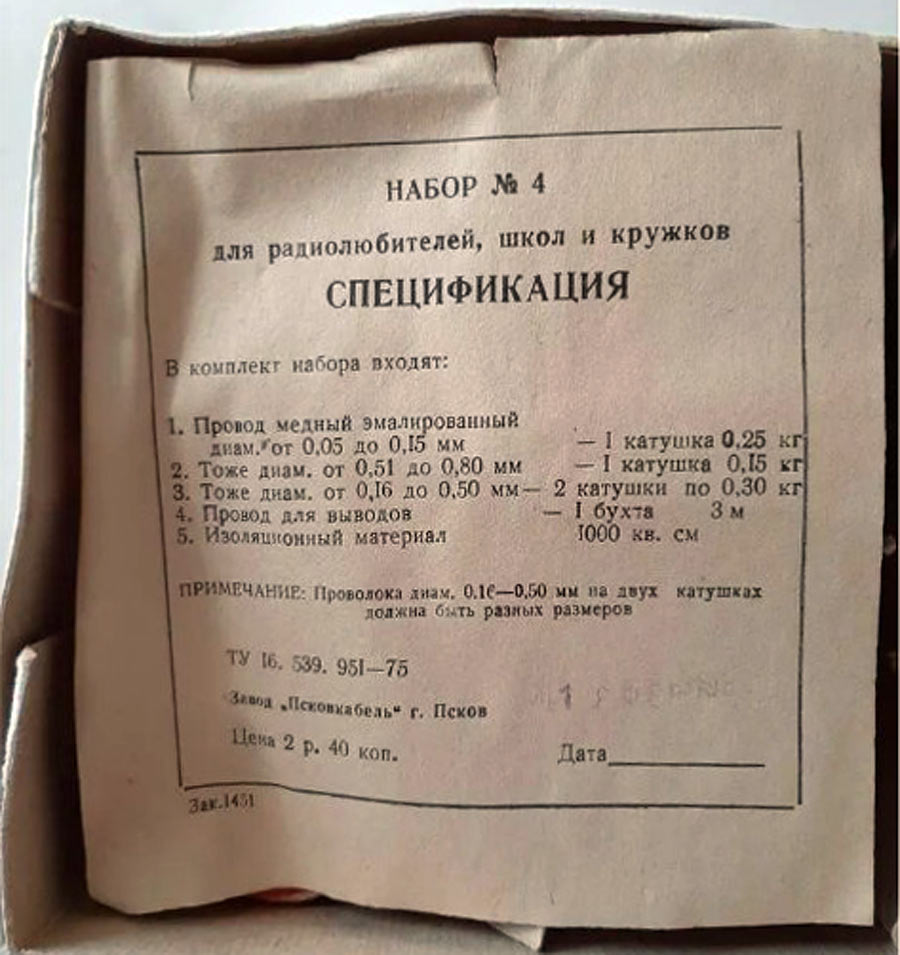 НАБОР № 4
для радиолюбителей, школ и кружков
СПЕЦИФИКАЦИЯ
В комплект набора входят:
1. Провод медный эмалированный
диам. от 0,05 до 0,15 мм — 1 катушка 0,25 кг
2. Тоже диам. от 0,51 до 0,80 мм — 1 катушка 0,15 кг
3. Тоже диам. от 0,16 до 0,50 мм — 2 катушки по 0,30 кг
4. Провод для выводов — 1 бухта 3 м
5. Изоляционный материал 1000 кв. см
ПРИМЕЧАНИЕ: Проволока диам. 0.16—0,50 мм на двух катушках
должна быть разных размеров
ТУ 16. 539. 951—75
Завод „Псковкабель“ г. Псков
Цена 2 р. 40 коп. Дата
Зак.1451